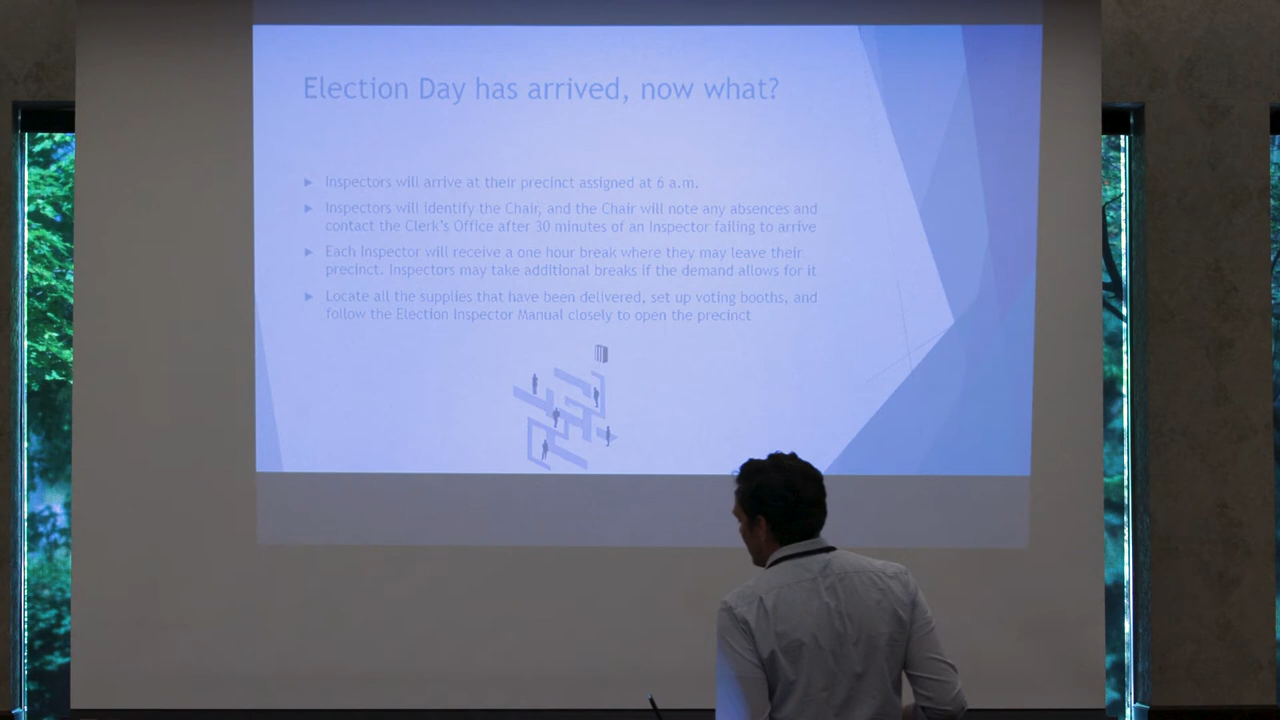 Election Day has arrived, now what?
Inspectors will arrive at their precinct assigned at 6 a.m.
Inspectors will identify the Chair, and the Chair will note any absences and
contact the Clerk's Office after 30 minutes of an Inspector failing to arrive
Each Inspector will receive a one hour break where they may leave their
precinct. Inspectors may take additional breaks if the demand allows for it
Locate all the supplies that have been delivered, set up voting booths, and
follow the Election Inspector Manual closely to open the precinct